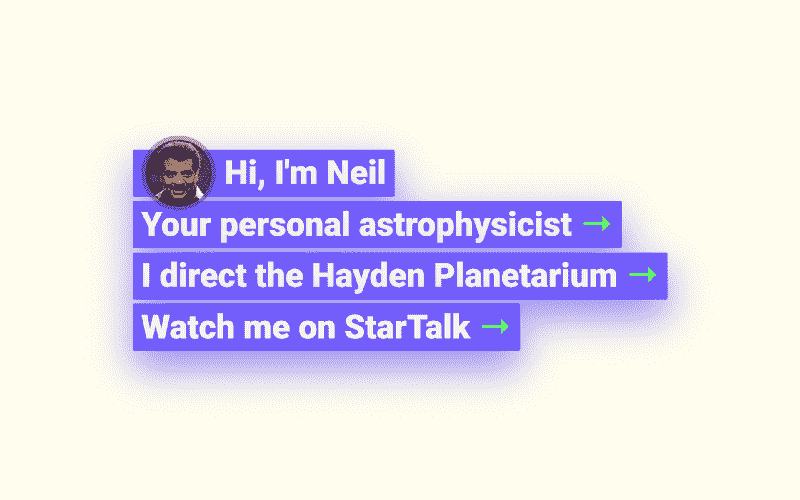 Hi, I'm Neil
Your personal astrophysicist →
I direct the Hayden Planetarium →
Watch me on StarTalk →